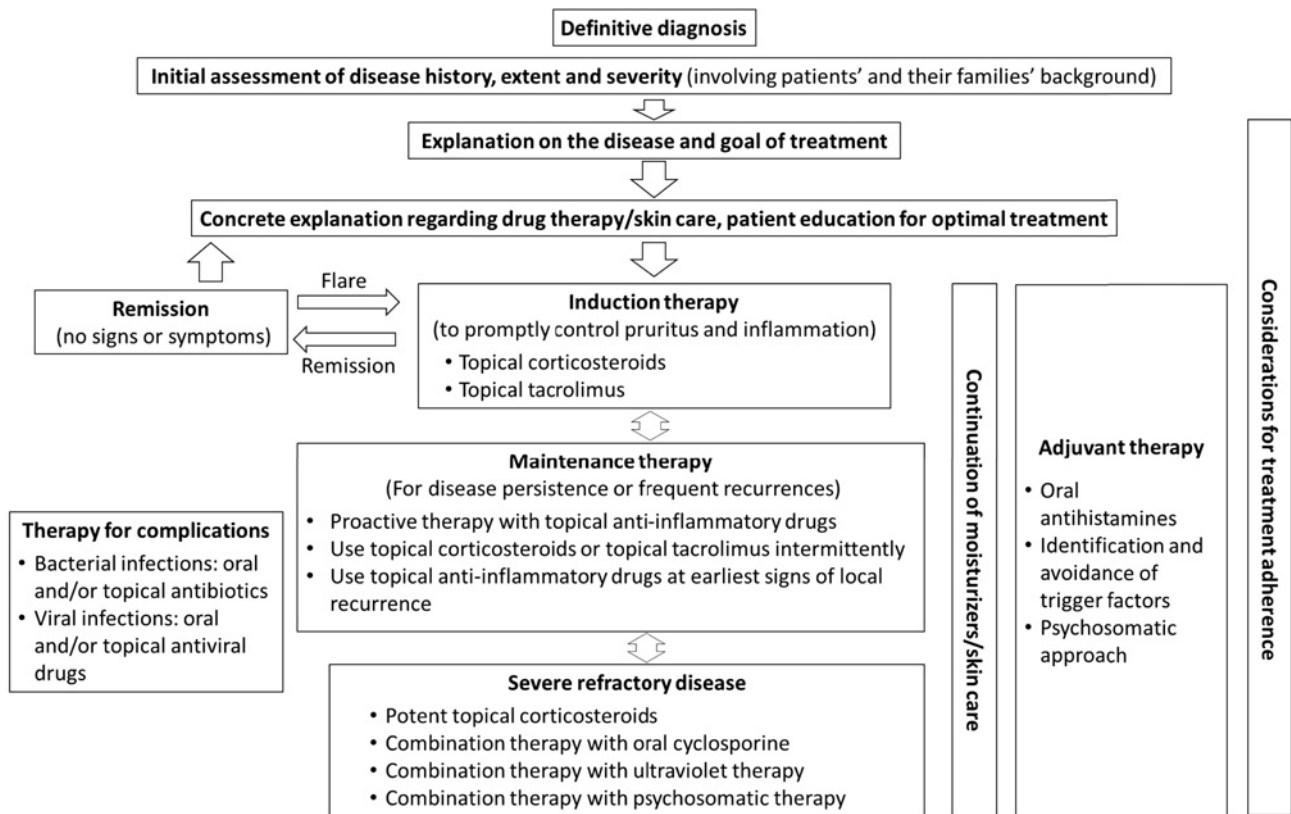 Definitive diagnosis
Initial assessment of disease history, extent and severity (involving patients’ and their families’ background)
Explanation on the disease and goal of treatment
Concrete explanation regarding drug therapy/skin care, patient education for optimal treatment
Flare
Remission
(no signs or symptoms)
Remission
Induction therapy
(to promptly control pruritus and inflammation)
• Topical corticosteroids
• Topical tacrolimus
Maintenance therapy
(For disease persistence or frequent recurrences)
• Proactive therapy with topical anti-inflammatory drugs
• Use topical corticosteroids or topical tacrolimus intermittently
• Use topical anti-inflammatory drugs at earliest signs of local
recurrence
Therapy for complications
• Bacterial infections: oral
and/or topical antibiotics
• Viral infections: oral
and/or topical antiviral
drugs
Severe refractory disease
• Potent topical corticosteroids
• Combination therapy with oral cyclosporine
• Combination therapy with ultraviolet therapy
• Combination therapy with psychosomatic therapy
Continuation of moisturizers/skin care
Adjuvant therapy
• Oral
antihistamines
• Identification and
avoidance of
trigger factors
• Psychosomatic
approach
Considerations for treatment adherence